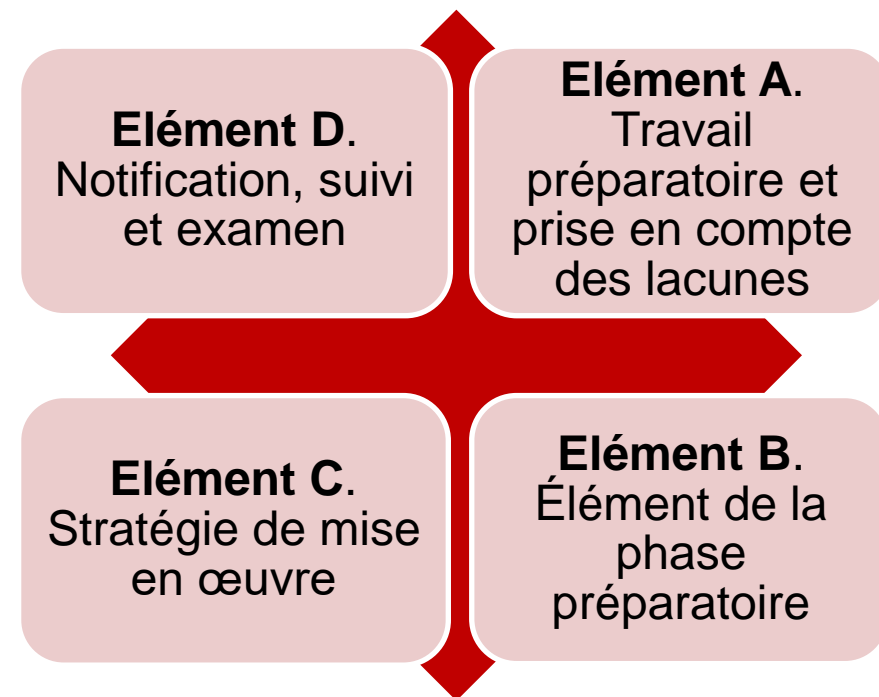 Elément D.
Notification, suivi
et examen
Elément A.
Travail
préparatoire et
prise en compte
des lacunes
Elément C.
Stratégie de mise
en œuvre
Elément B.
Élément de la
phase
préparatoire